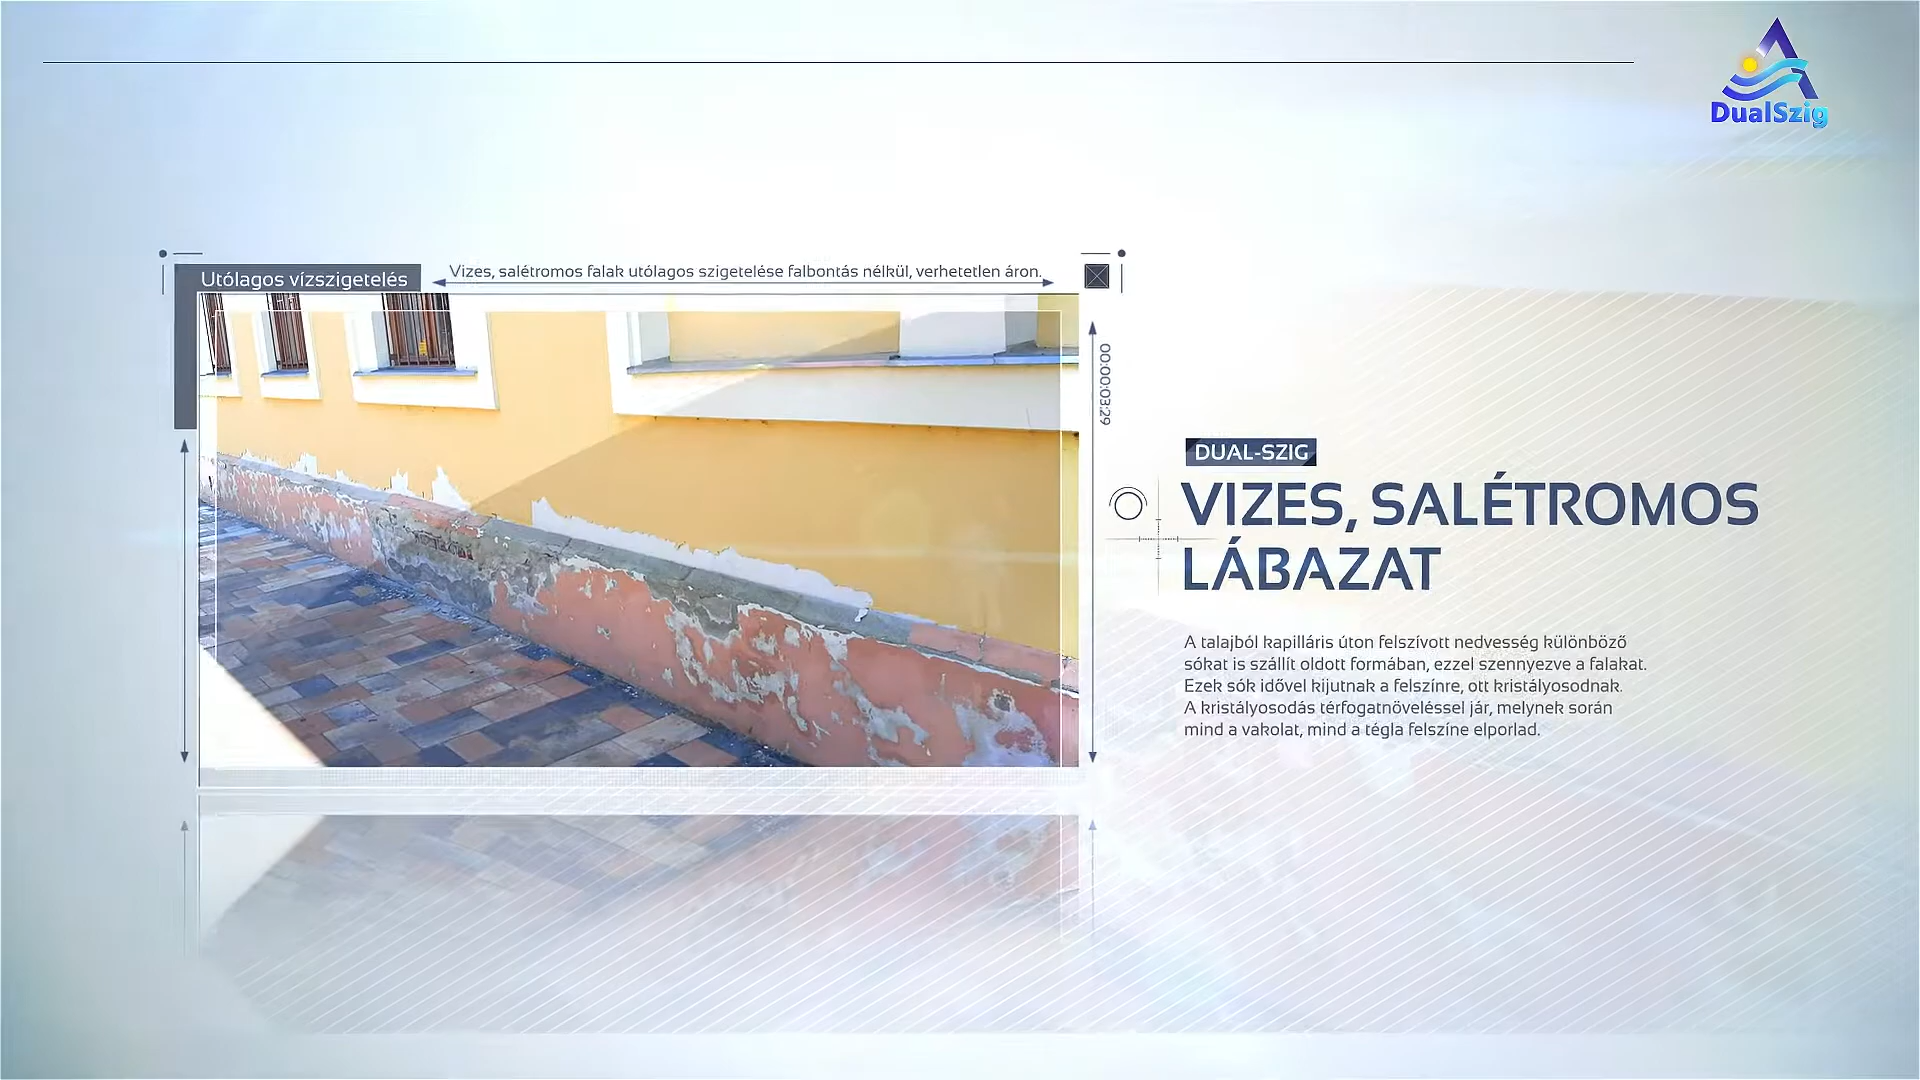 DualSzig
Utólagos vízszigetelés
Vizes, salétromos falak utólagos szigetelése falbontás nélkül, verhetetlen áron.
00:00:03:29
DUAL-SZIG
VIZES, SALÉTROMOS
LÁBAZAT
A talajból kapilláris úton felszívott nedvesség különböző
sókat is szállít oldott formában, ezzel szennyezve a falakat.
Ezek sók idővel kijutnak a felszínre, ott kristályosodnak.
A kristályosodás térfogatnöveléssel jár, melynek során
mind a vakolat, mind a tégla felszíne elporlad.